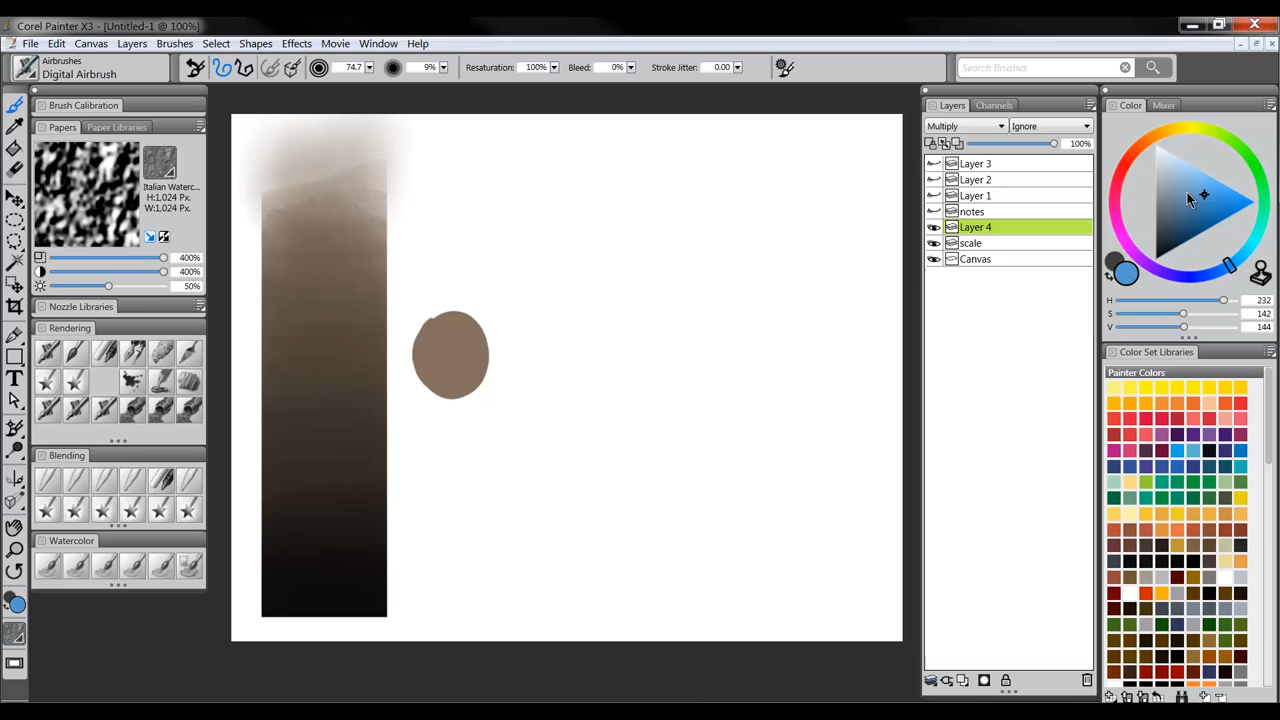 Corel Painter X3 - [Untitled-1 @ 100%]
File Edit Canvas Layers Brushes Select Shapes Effects Movie Window Help
Airbrushes
Digital Airbrush
74.7
9%
Resaturation: 100%
Bleed: 0%
Stroke Jitter: 0.00
Search Brushes
Brush Calibration
Papers Paper Libraries
Italian Waterc...
H:1,024 Px.
W:1,024 Px.
400%
400%
50%
Nozzle Libraries
Rendering
Blending
Watercolor
T
Layers Channels
Multiply Ignore
100%
Layer 3
Layer 2
Layer 1
notes
Layer 4
scale
Canvas
Color Mixer
H 232
S 142
V 144
Color Set Libraries
Painter Colors